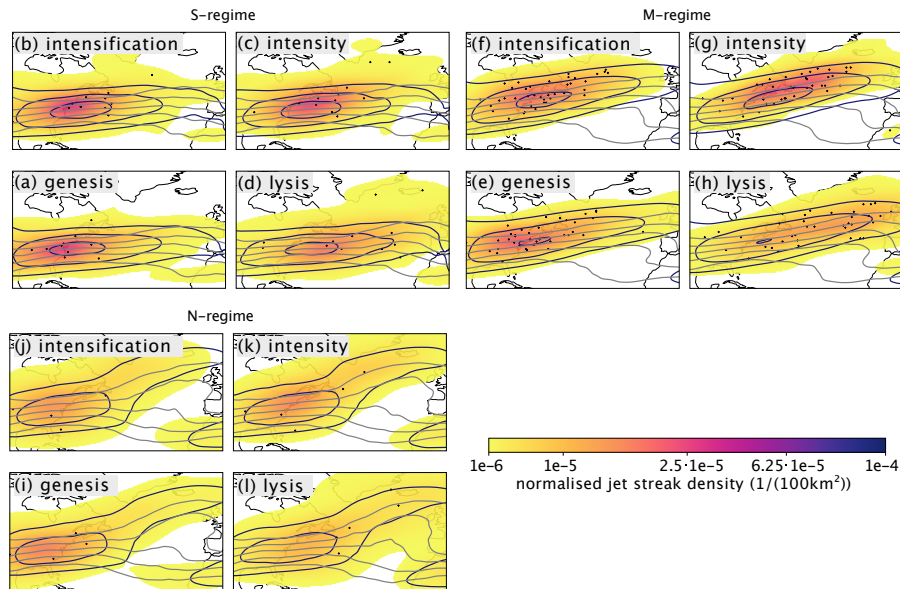 S-regime
M-regime
(b) intensification
(c) intensity
(f) intensification
(g) intensity
(a) genesis
(d) lysis
(e) genesis
(h) lysis
N-regime
(j) intensification
(k) intensity
(i) genesis
(l) lysis
1e-6 1e-5 2.5·1e-5 6.25·1e-5 1e-4
normalised jet streak density (1/(100km²))